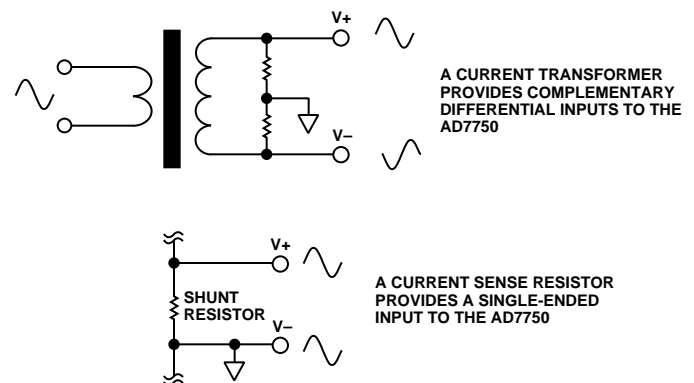 V+
A CURRENT TRANSFORMER
PROVIDES COMPLEMENTARY
DIFFERENTIAL INPUTS TO THE
AD7750
V–
V+
SHUNT
RESISTOR
A CURRENT SENSE RESISTOR
PROVIDES A SINGLE-ENDED
INPUT TO THE AD7750
V–